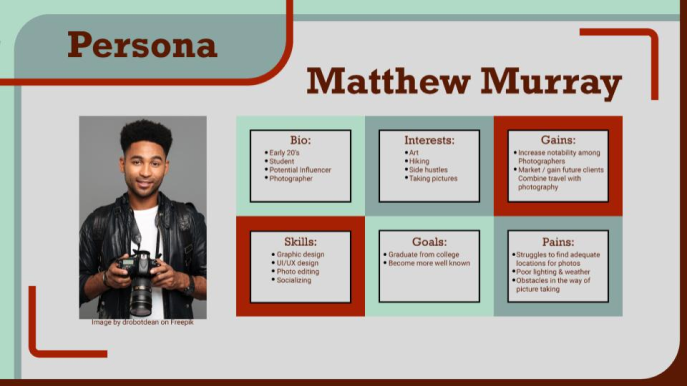 Persona
Matthew Murray
Bio:
•Early 20's
•Student
•Potential Influencer
•Photographer
Interests:
•Art
•Hiking
•Side hustles
•Taking pictures
Gains:
•Increase notability among
Photographers
•Market / gain future clients
Combine travel with
photography
Skills:
•Graphic design
•UI/UX design
•Photo editing
•Socializing
Goals:
•Graduate from college
•Become more well known
Pains:
•Struggles to find adequate
locations for photos
•Poor lighting & weather
•Obstacles in the way of
picture taking
Image by drobotdean on Freepik